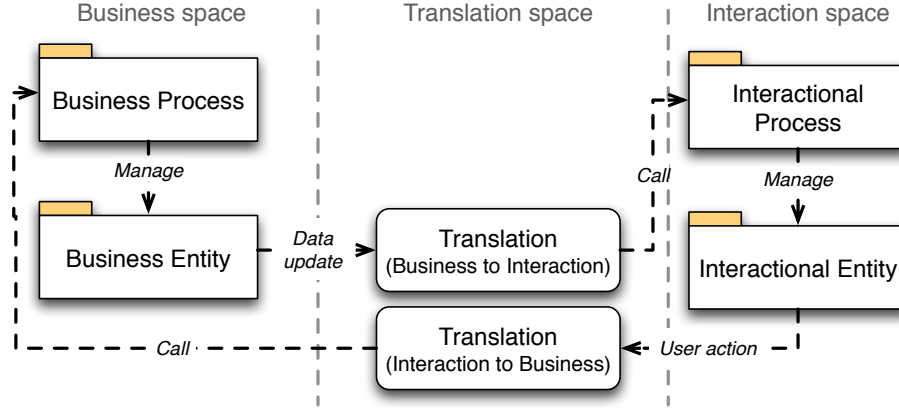 Business space
Translation space
Interaction space
Business Process
Interactional
Process
Manage
Call
Manage
Business Entity
Data
update
Translation
(Business to Interaction)
Interactional Entity
Translation
(Interaction to Business)
Call
User action